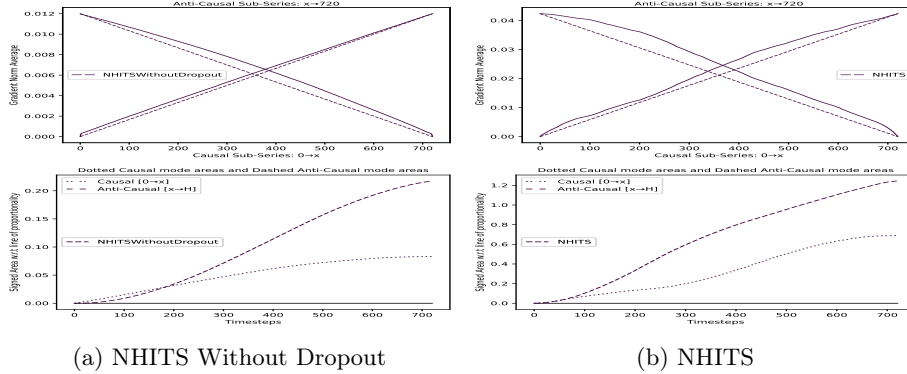 Anti-Causal Sub-Series: x→720
0.012
0.010
0.008
0.006
0.004
0.002
0.000
Gradient Norm Average
NHITSWithoutDropout
0 100 200 300 400 500 600 700
Causal Sub-Series: 0→x
Dotted Causal mode areas and Dashed Anti-Causal mode areas
0.20
0.15
0.10
0.05
0.00
Signed Area w.r.t line of proportionality
Causal [0→x]
Anti-Causal [x→H]
NHITSWithoutDropout
0 100 200 300 400 500 600 700
Timesteps
(a) NHITS Without Dropout
Anti-Causal Sub-Series: x→720
0.04
0.03
0.02
0.01
0.00
Gradient Norm Average
NHITS
0 100 200 300 400 500 600 700
Causal Sub-Series: 0→x
Dotted Causal mode areas and Dashed Anti-Causal mode areas
1.2
1.0
0.8
0.6
0.4
0.2
0.0
Signed Area w.r.t line of proportionality
Causal [0→x]
Anti-Causal [x→H]
NHITS
0 100 200 300 400 500 600 700
Timesteps
(b) NHITS